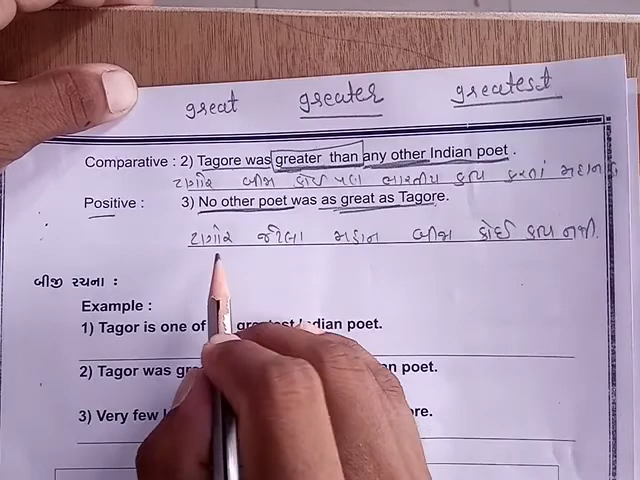 great greater greatest
Comparative : 2) Tagore was greater than any other Indian poet .
ટાગોર બીજા કોઈ પણ ભારતીય કવિ કરતાં મહાન
Positive : 3) No other poet was as great as Tagore.
ટાગોર જેટલા મહાન બીજા કોઈ કવિ નથી.
બીજી રચના :
Example :
1) Tagor is one of Indian poet.
2) Tagor was poet.
3) Very few